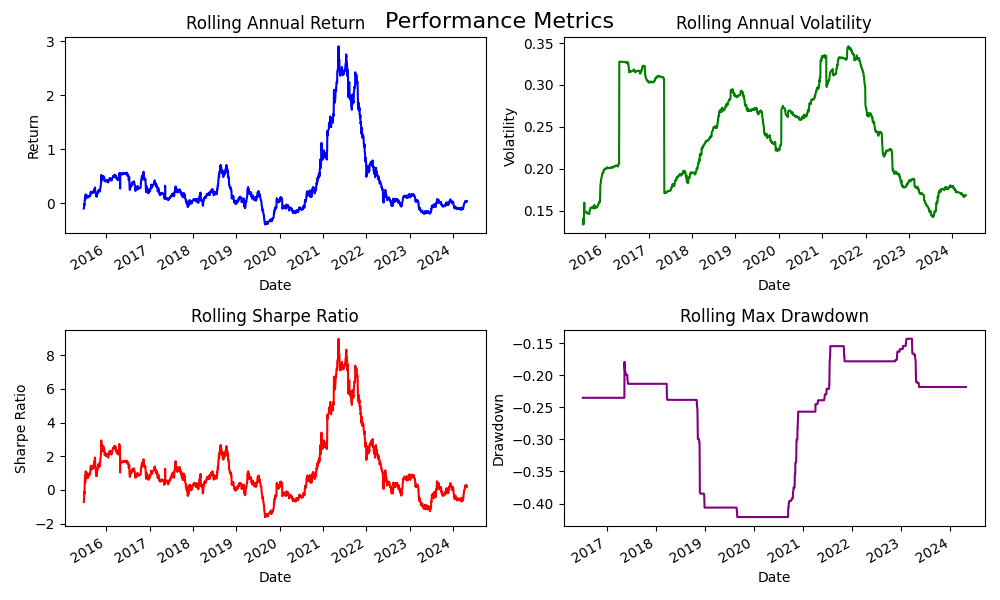 Performance Metrics
Rolling Annual Return
Return
3
2
1
0
2016 2017 2018 2019 2020 2021 2022 2023 2024
Date
Rolling Annual Volatility
Volatility
0.35
0.30
0.25
0.20
0.15
2016 2017 2018 2019 2020 2021 2022 2023 2024
Date
Rolling Sharpe Ratio
Sharpe Ratio
8
6
4
2
0
−2
2016 2017 2018 2019 2020 2021 2022 2023 2024
Date
Rolling Max Drawdown
Drawdown
−0.15
−0.20
−0.25
−0.30
−0.35
−0.40
2017 2018 2019 2020 2021 2022 2023 2024
Date